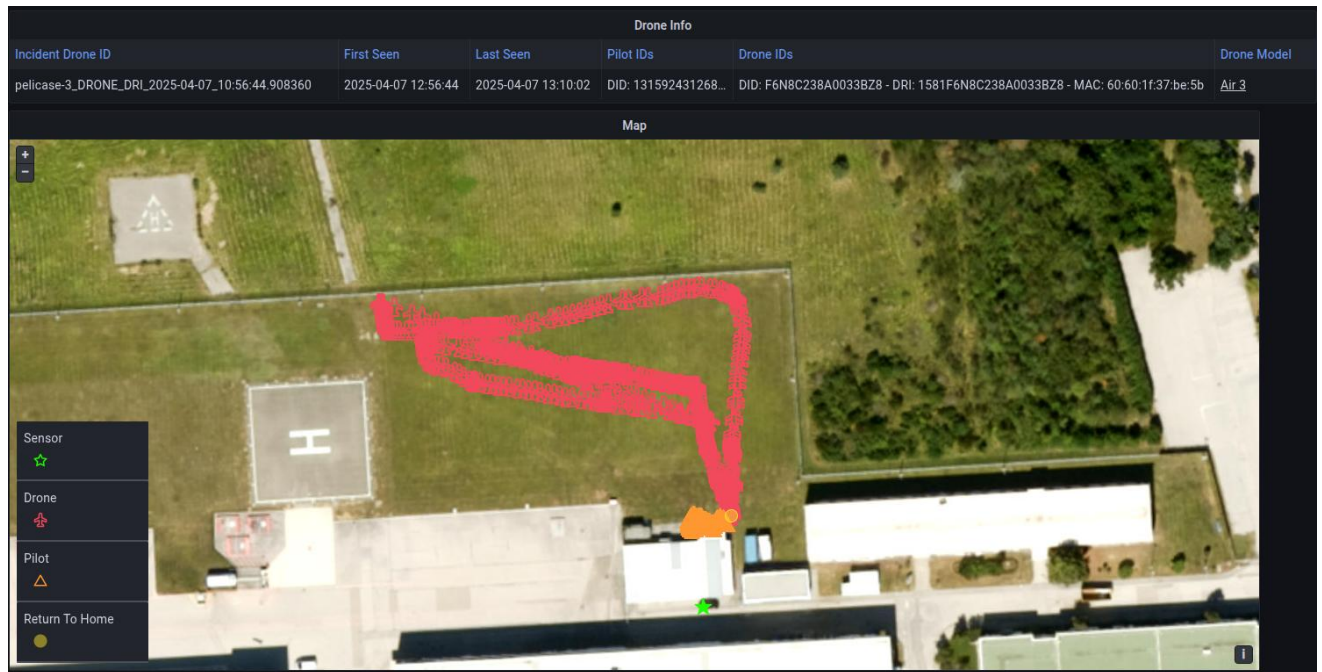 Drone Info
Incident Drone ID First Seen Last Seen Pilot IDs Drone IDs Drone Model
pelicase-3_DRONE_DRI_2025-04-07_10:56:44.908360 2025-04-07 12:56:44 2025-04-07 13:10:02 DID: 131592431268... DID: F6N8C238A0033BZ8 - DRI: 1581F6N8C238A0033BZ8 - MAC: 60:60:1f:37:be:5b Air 3
Map
+
−
H
H
Sensor
Drone
Pilot
Return To Home
i